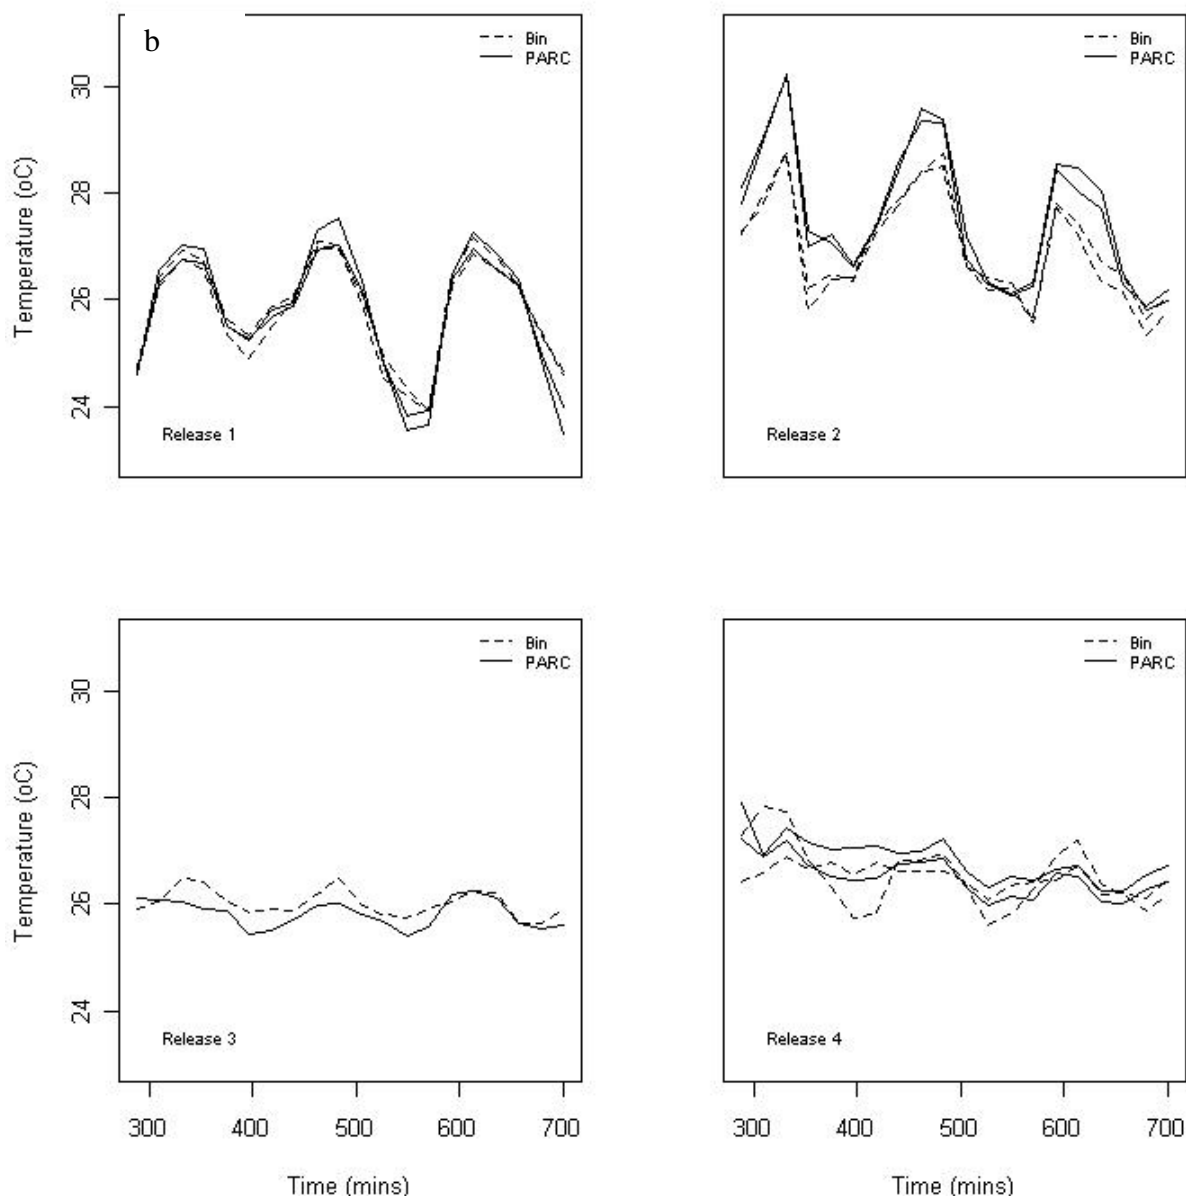 b
Bin
PARC
Temperature (oC)
30
28
26
24
Release 1
Bin
PARC
Release 2
Bin
PARC
Temperature (oC)
30
28
26
24
Release 3
300 400 500 600 700
Time (mins)
Bin
PARC
Release 4
300 400 500 600 700
Time (mins)